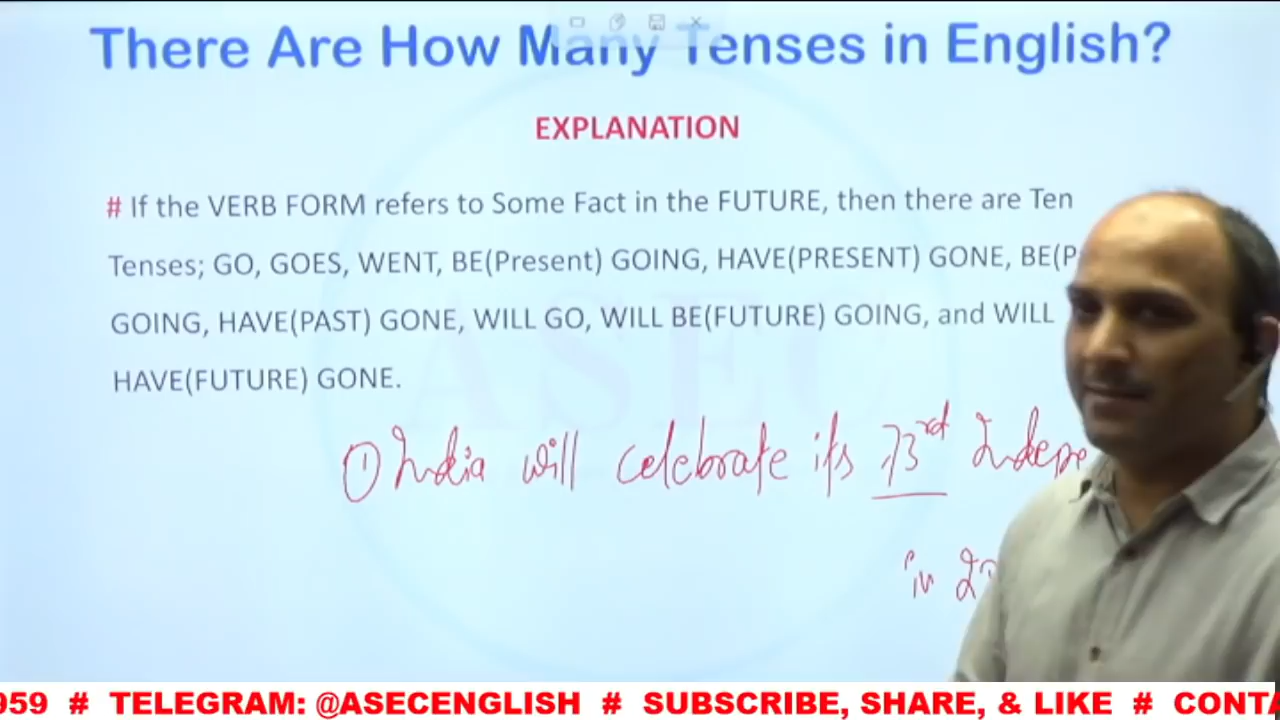 There Are How Many Tenses in English?
EXPLANATION
# If the VERB FORM refers to Some Fact in the FUTURE, then there are Ten
Tenses; GO, GOES, WENT, BE(Present) GOING, HAVE(PRESENT) GONE, BE(P
GOING, HAVE(PAST) GONE, WILL GO, WILL BE(FUTURE) GOING, and WILL
HAVE(FUTURE) GONE.
ASEC
① India will celebrate its 73rd Indepe
in
959 # TELEGRAM: @ASECENGLISH # SUBSCRIBE, SHARE, & LIKE # CONTA